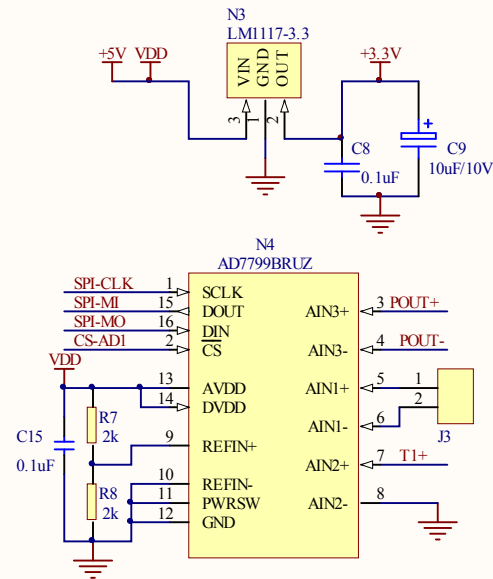 N3
LM1117-3.3
+5V VDD
VIN GND OUT
+3.3V
3 1 2
C8
0.1uF
+
C9
10uF/10V
N4
AD7799BRUZ
SPI-CLK 1 SCLK
SPI-MI 15 DOUT
SPI-MO 16 DIN
CS-AD1 2 CS
AIN3+ 3 POUT+
AIN3- 4 POUT-
VDD
13 AVDD
14 DVDD
AIN1+ 5 1
2
AIN1- 6
J3
R7
2k
C15
0.1uF
9 REFIN+
AIN2+ 7 T1+
R8
2k
10 REFIN-
11 PWRSW
12 GND
AIN2- 8